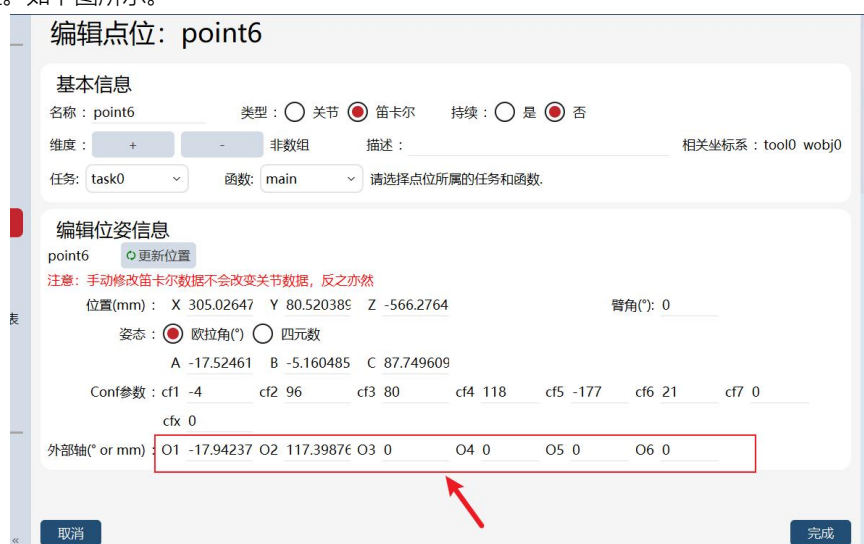 编辑点位：point6
基本信息
名称：point6 类型： 关节 笛卡尔 持续： 是 否
维度： + - 非数组 描述： 相关坐标系：tool0 wobj0
任务: task0 函数: main 请选择点位所属的任务和函数.
编辑位姿信息
point6 更新位置
注意：手动修改笛卡尔数据不会改变关节数据，反之亦然
位置(mm)： X 305.02647 Y 80.520389 Z -566.2764 臂角(°): 0
姿态： 欧拉角(°) 四元数
A -17.52461 B -5.160485 C 87.749609
Conf参数：cf1 -4 cf2 96 cf3 80 cf4 118 cf5 -177 cf6 21 cf7 0
表
cfx 0
外部轴(° or mm)：O1 -17.94237 O2 117.39876 O3 0 O4 0 O5 0 O6 0
取消 完成
«